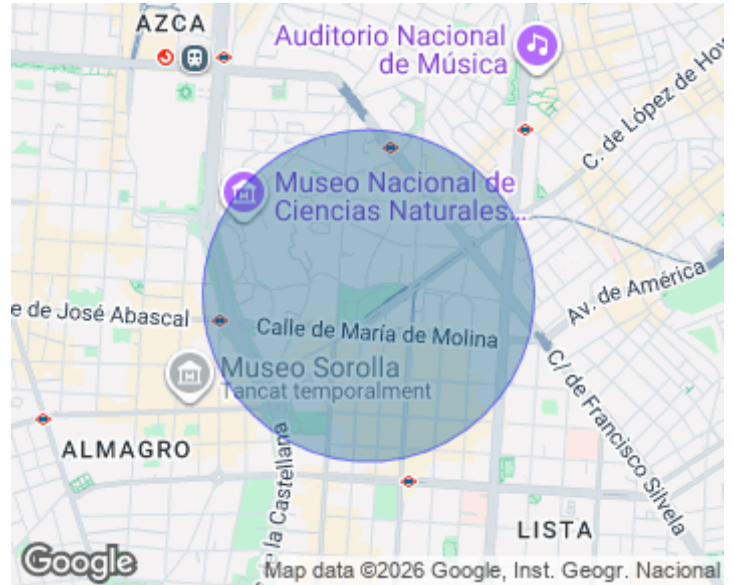 AZCA
Auditorio Nacional
de Música
C. de López de Hoy
Museo Nacional de
Ciencias Naturales...
Av. de América
e de José Abascal
Calle de María de Molina
Museo Sorolla
Tancat temporalment
C/ de Francisco Silvela
ALMAGRO
e la Castellana
LISTA
Google
Map data ©2026 Google, Inst. Geogr. Nacional